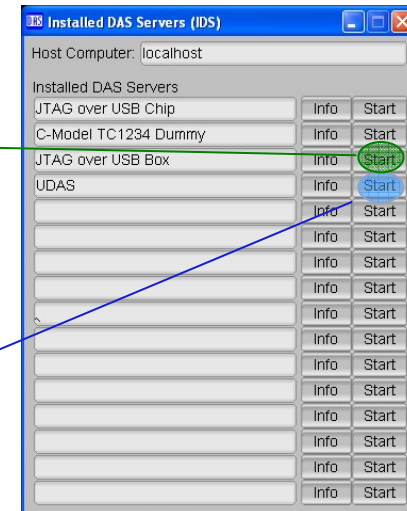 DAS Installed DAS Servers (IDS)
Host Computer: localhost
Installed DAS Servers
JTAG over USB Chip Info Start
C-Model TC1234 Dummy Info Start
JTAG over USB Box Info Start
UDAS Info Start
Info Start
Info Start
Info Start
Info Start
Info Start
Info Start
Info Start
Info Start
Info Start
Info Start
Info Start
Info Start